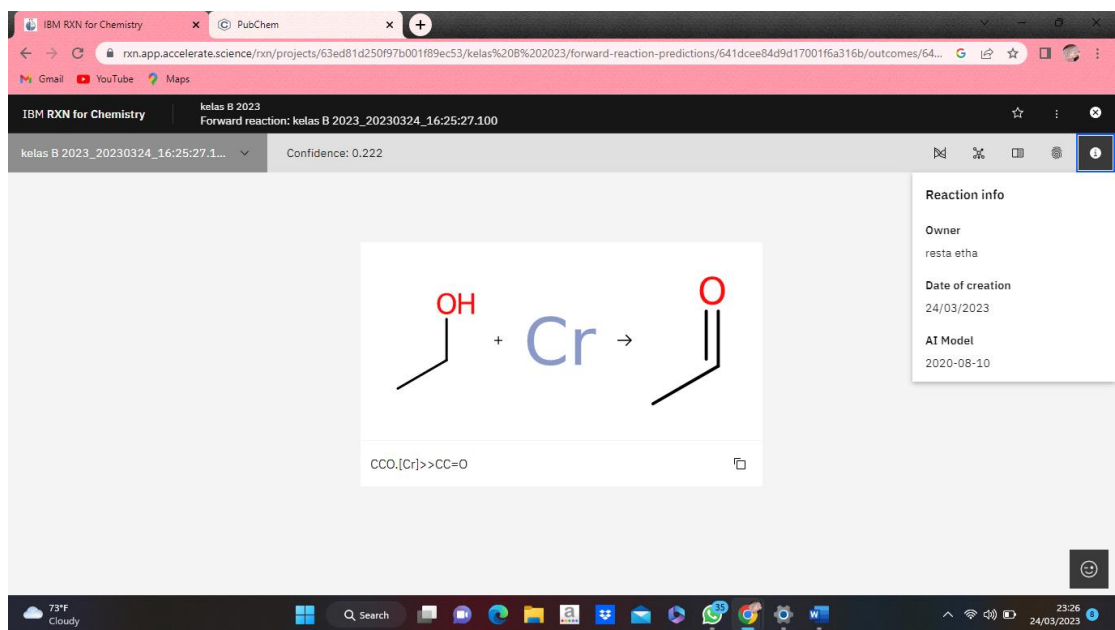 IBM RXN for Chemistry
PubChem
rxn.app.accelerate.science/rxn/projects/63ed81d250f97b001f89ec53/kelas%20B%202023/forward-reaction-predictions/641dcee84d9d17001f6a316b/outcomes/64...
Gmail YouTube Maps
IBM RXN for Chemistry
kelas B 2023
Forward reaction: kelas B 2023_20230324_16:25:27.100
kelas B 2023_20230324_16:25:27.1... Confidence: 0.222
Reaction info
Owner
resta etha
Date of creation
24/03/2023
AI Model
2020-08-10
OH + Cr → O
CCO.[Cr]>>CC=O
73°F
Cloudy
Search
a
35
W
23:26
24/03/2023
8